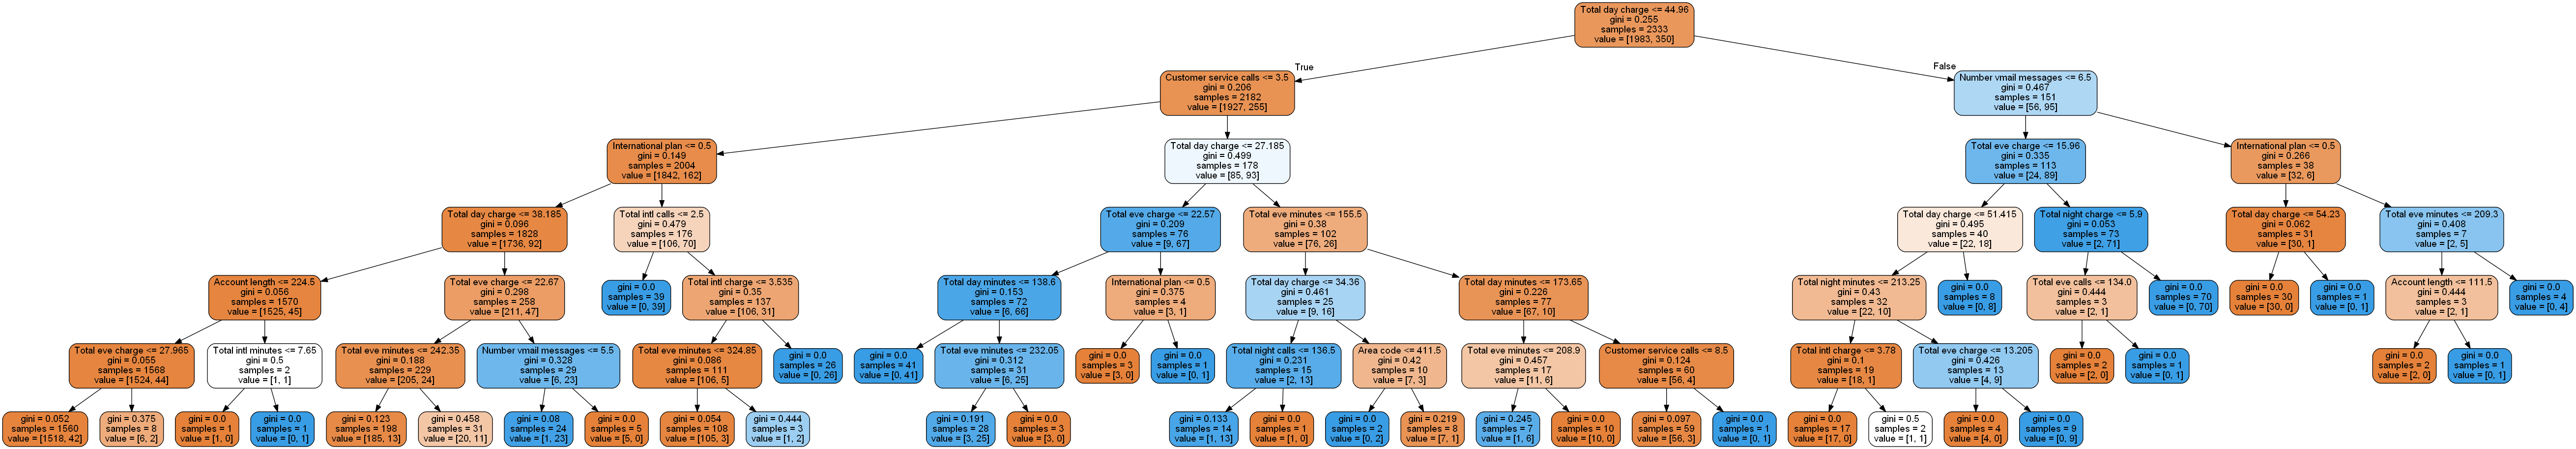 Total day charge <= 44.96
gini = 0.255
samples = 2333
value = [1983, 350]
True
False
Customer service calls <= 3.5
gini = 0.206
samples = 2182
value = [1927, 255]
Number vmail messages <= 6.5
gini = 0.467
samples = 151
value = [56, 95]
International plan <= 0.5
gini = 0.149
samples = 2004
value = [1842, 162]
Total day charge <= 27.185
gini = 0.499
samples = 178
value = [85, 93]
Total eve charge <= 15.96
gini = 0.335
samples = 113
value = [24, 89]
International plan <= 0.5
gini = 0.266
samples = 38
value = [32, 6]
Total day charge <= 38.185
gini = 0.096
samples = 1828
value = [1736, 92]
Total intl calls <= 2.5
gini = 0.479
samples = 176
value = [106, 70]
Total eve charge <= 22.57
gini = 0.209
samples = 76
value = [9, 67]
Total eve minutes <= 155.5
gini = 0.38
samples = 102
value = [76, 26]
Total day charge <= 51.415
gini = 0.495
samples = 40
value = [22, 18]
Total night charge <= 5.9
gini = 0.053
samples = 73
value = [2, 71]
Total day charge <= 54.23
gini = 0.062
samples = 31
value = [30, 1]
Total eve minutes <= 209.3
gini = 0.408
samples = 7
value = [2, 5]
Account length <= 224.5
gini = 0.056
samples = 1570
value = [1525, 45]
Total eve charge <= 22.67
gini = 0.298
samples = 258
value = [211, 47]
gini = 0.0
samples = 39
value = [0, 39]
Total intl charge <= 3.535
gini = 0.35
samples = 137
value = [106, 31]
Total day minutes <= 138.6
gini = 0.153
samples = 72
value = [6, 66]
International plan <= 0.5
gini = 0.375
samples = 4
value = [3, 1]
Total day charge <= 34.36
gini = 0.461
samples = 25
value = [9, 16]
Total day minutes <= 173.65
gini = 0.226
samples = 77
value = [67, 10]
Total night minutes <= 213.25
gini = 0.43
samples = 32
value = [22, 10]
gini = 0.0
samples = 8
value = [0, 8]
Total eve calls <= 134.0
gini = 0.444
samples = 3
value = [2, 1]
gini = 0.0
samples = 70
value = [0, 70]
gini = 0.0
samples = 30
value = [30, 0]
gini = 0.0
samples = 1
value = [0, 1]
Account length <= 111.5
gini = 0.444
samples = 3
value = [2, 1]
gini = 0.0
samples = 4
value = [0, 4]
Total eve charge <= 27.965
gini = 0.055
samples = 1568
value = [1524, 44]
Total intl minutes <= 7.65
gini = 0.5
samples = 2
value = [1, 1]
Total eve minutes <= 242.35
gini = 0.188
samples = 229
value = [205, 24]
Number vmail messages <= 5.5
gini = 0.328
samples = 29
value = [6, 23]
Total eve minutes <= 324.85
gini = 0.086
samples = 111
value = [106, 5]
gini = 0.0
samples = 26
value = [0, 26]
gini = 0.0
samples = 41
value = [0, 41]
Total eve minutes <= 232.05
gini = 0.312
samples = 31
value = [6, 25]
gini = 0.0
samples = 3
value = [3, 0]
gini = 0.0
samples = 1
value = [0, 1]
Total night calls <= 136.5
gini = 0.231
samples = 15
value = [2, 13]
Area code <= 411.5
gini = 0.42
samples = 10
value = [7, 3]
Total eve minutes <= 208.9
gini = 0.457
samples = 17
value = [11, 6]
Customer service calls <= 8.5
gini = 0.124
samples = 60
value = [56, 4]
Total intl charge <= 3.78
gini = 0.1
samples = 19
value = [18, 1]
Total eve charge <= 13.205
gini = 0.426
samples = 13
value = [4, 9]
gini = 0.0
samples = 2
value = [2, 0]
gini = 0.0
samples = 1
value = [0, 1]
gini = 0.0
samples = 2
value = [2, 0]
gini = 0.0
samples = 1
value = [0, 1]
gini = 0.052
samples = 1560
value = [1518, 42]
gini = 0.375
samples = 8
value = [6, 2]
gini = 0.0
samples = 1
value = [1, 0]
gini = 0.0
samples = 1
value = [0, 1]
gini = 0.123
samples = 198
value = [185, 13]
gini = 0.458
samples = 31
value = [20, 11]
gini = 0.08
samples = 24
value = [1, 23]
gini = 0.0
samples = 5
value = [5, 0]
gini = 0.054
samples = 108
value = [105, 3]
gini = 0.444
samples = 3
value = [1, 2]
gini = 0.191
samples = 28
value = [3, 25]
gini = 0.0
samples = 3
value = [3, 0]
gini = 0.133
samples = 14
value = [1, 13]
gini = 0.0
samples = 1
value = [1, 0]
gini = 0.0
samples = 2
value = [0, 2]
gini = 0.219
samples = 8
value = [7, 1]
gini = 0.245
samples = 7
value = [1, 6]
gini = 0.0
samples = 10
value = [10, 0]
gini = 0.097
samples = 59
value = [56, 3]
gini = 0.0
samples = 1
value = [0, 1]
gini = 0.0
samples = 17
value = [17, 0]
gini = 0.5
samples = 2
value = [1, 1]
gini = 0.0
samples = 4
value = [4, 0]
gini = 0.0
samples = 9
value = [0, 9]